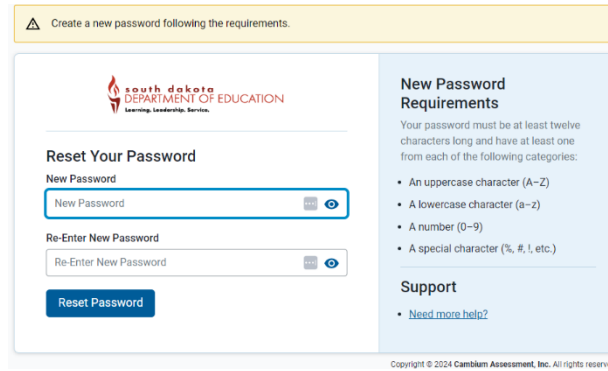 Create a new password following the requirements.
south dakota
DEPARTMENT OF EDUCATION
Learning. Leadership. Service.
Reset Your Password
New Password
New Password
Re-Enter New Password
Re-Enter New Password
Reset Password
New Password
Requirements
Your password must be at least twelve
characters long and have at least one
from each of the following categories:
• An uppercase character (A–Z)
• A lowercase character (a–z)
• A number (0–9)
• A special character (%, #, !, etc.)
Support
• Need more help?
Copyright © 2024 Cambium Assessment, Inc. All rights reserve